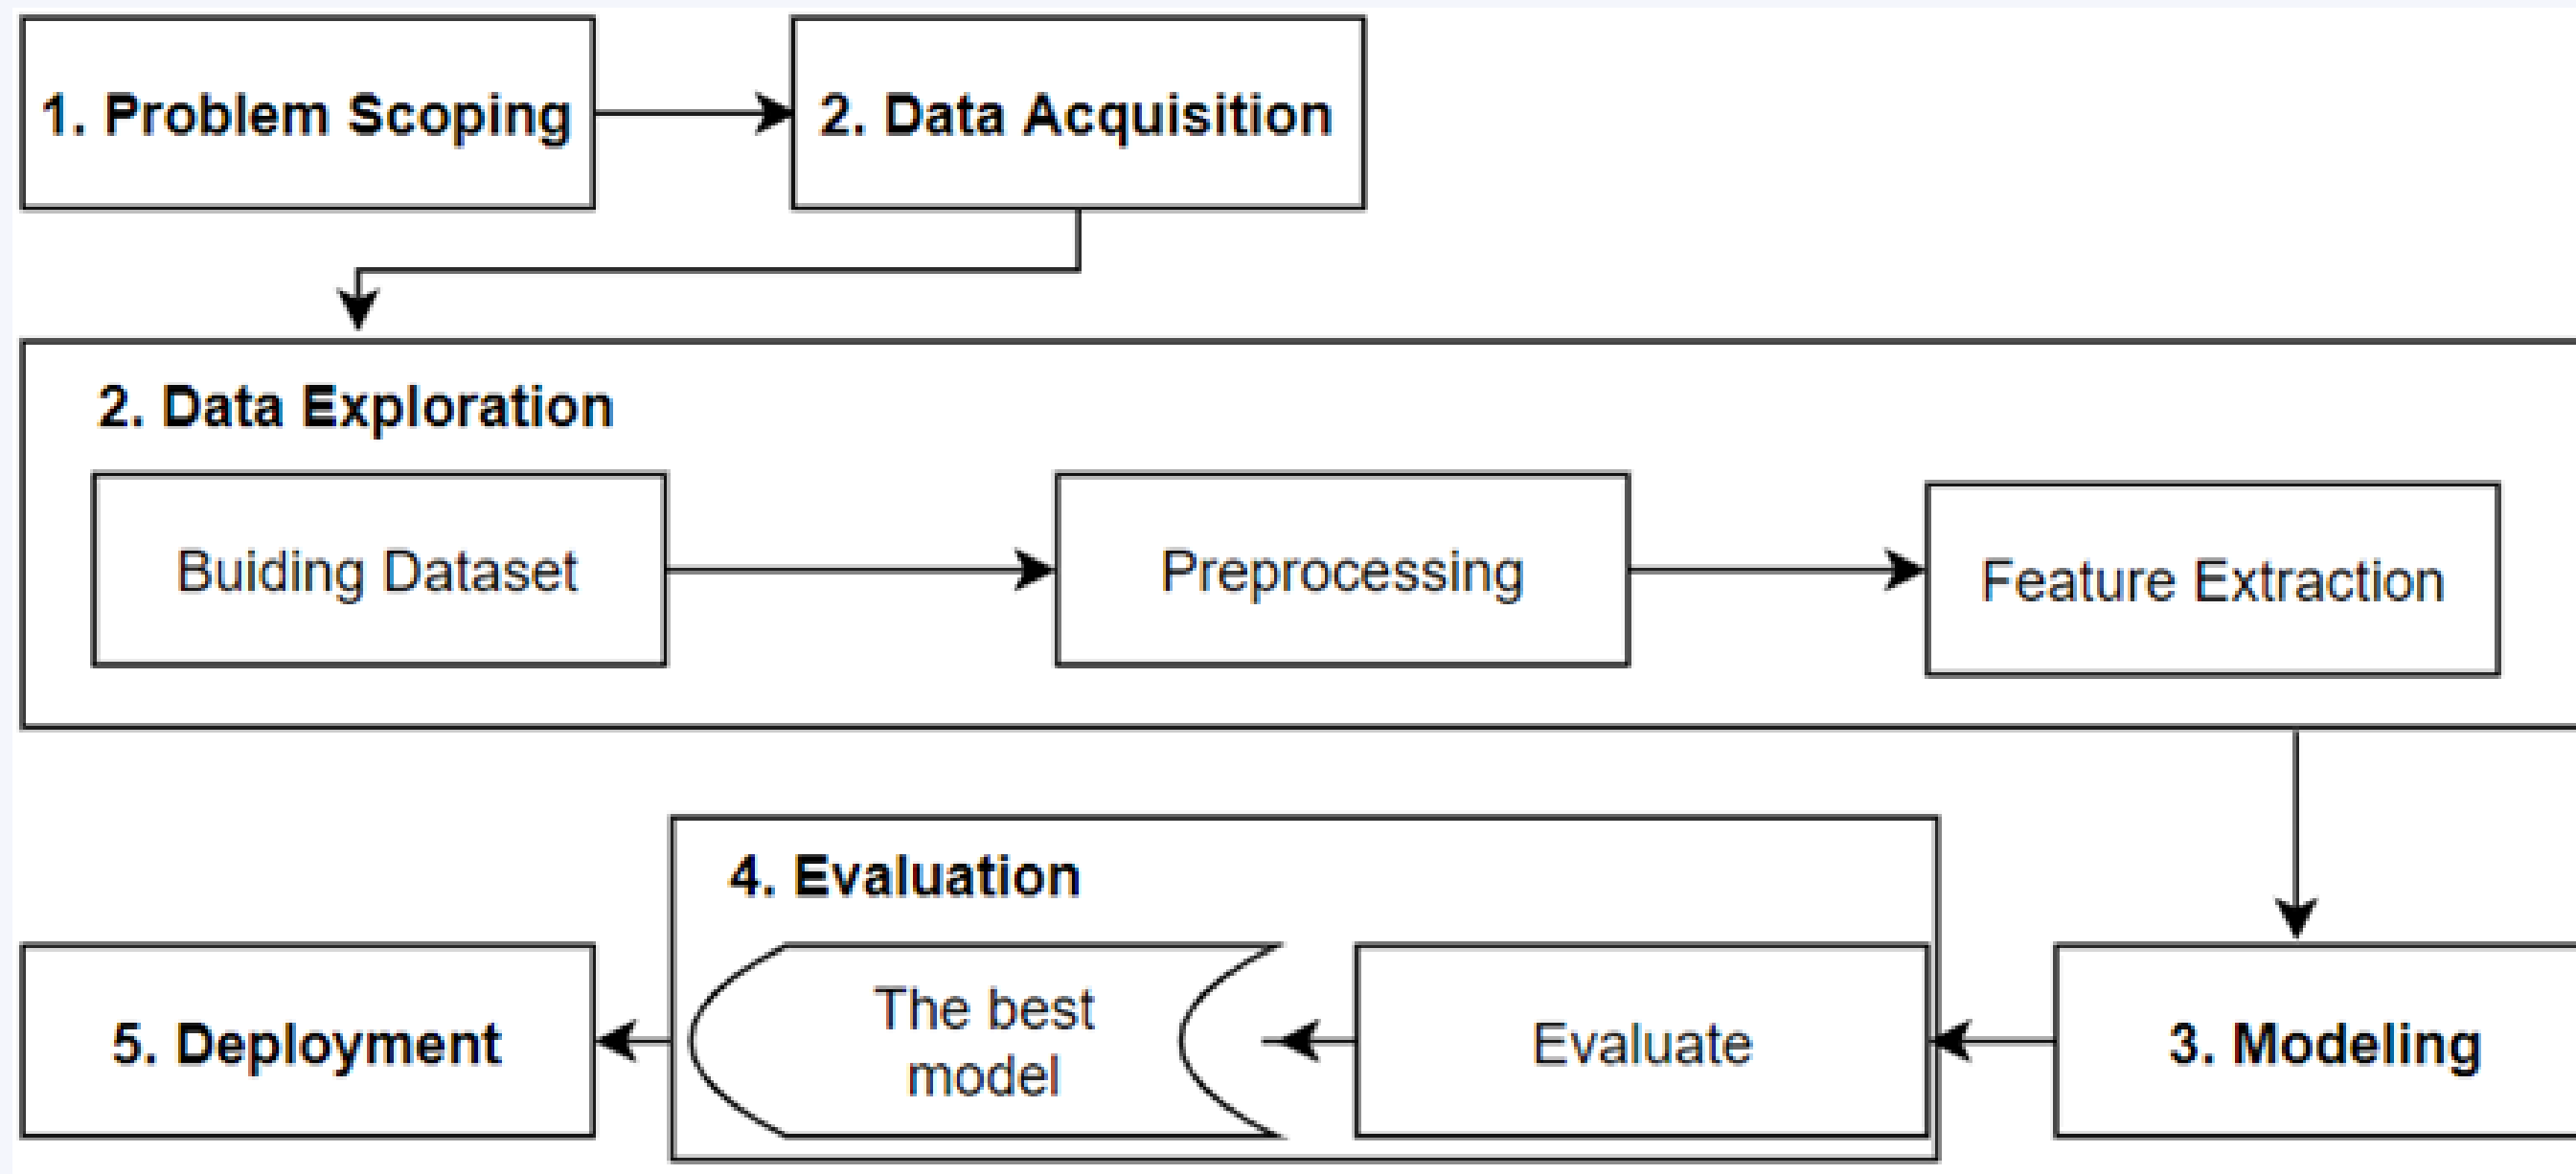 1. Problem Scoping
2. Data Acquisition
2. Data Exploration
Buiding Dataset
Preprocessing
Feature Extraction
4. Evaluation
5. Deployment
The best
model
Evaluate
3. Modeling